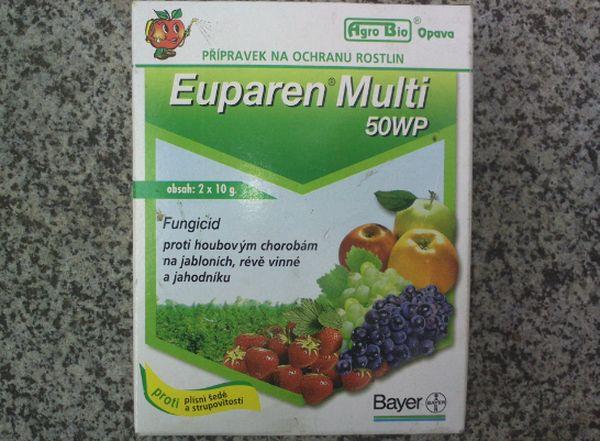 Agro Bio® Opava
PŘÍPRAVEK NA OCHRANU ROSTLIN
Euparen® Multi
50WP
obsah: 2 x 10 g
Fungicid
proti houbovým chorobám
na jabloních, révě vinné
a jahodníku
proti plísni šedé
a strupovitosti
Bayer
BAYER